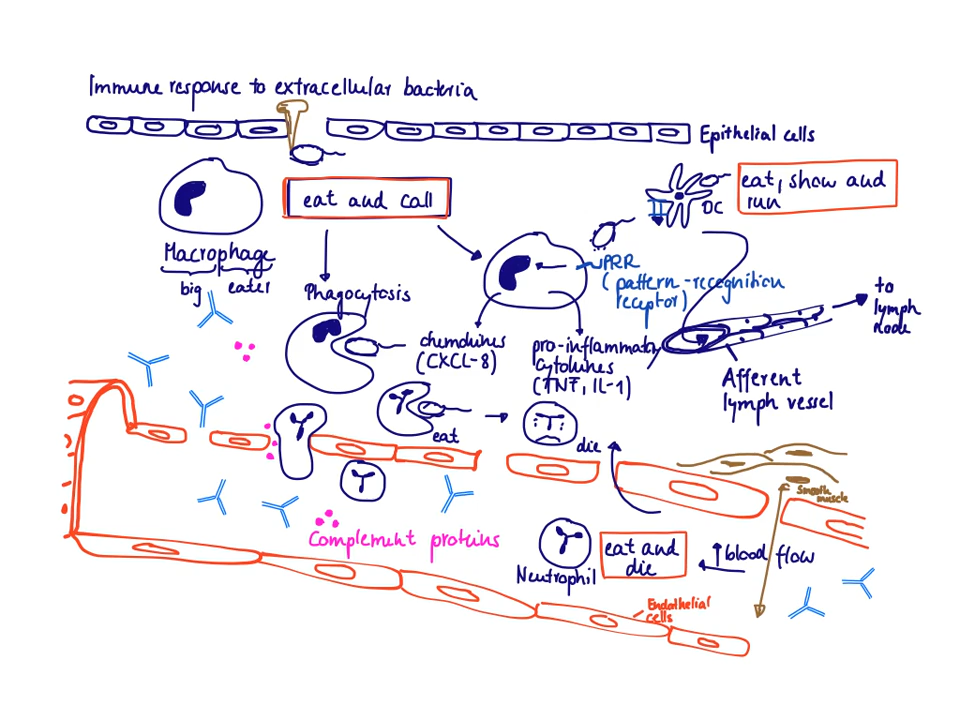 Immune response to extracellular bacteria
Epithelial cells
eat and call
eat, show and
run
DC
Macrophage
big eater
PRR
(pattern-recognition
receptor)
to
lymph
node
Phagocytosis
chemokines
(CXCL-8)
pro-inflammatory
cytokines
(TNF, IL-1)
Afferent
lymph vessel
eat
die
Smooth
muscle
Complement proteins
Neutrophil
eat and
die
↑blood flow
Endothelial
cells